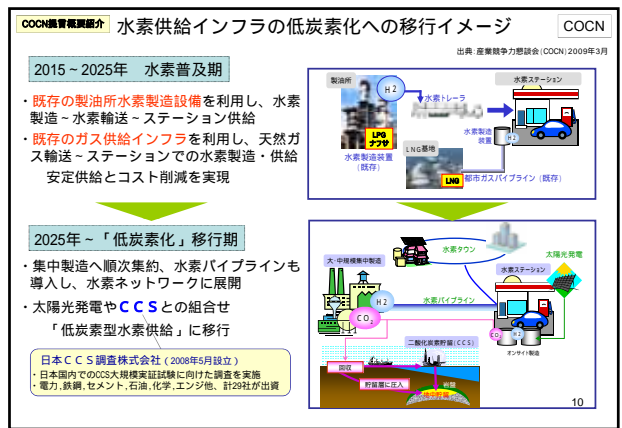 COCN提言概要紹介
水素供給インフラの低炭素化への移行イメージ
COCN
出典:産業競争力懇談会(COCN)2009年3月
2015~2025年 水素普及期
・既存の製油所水素製造設備を利用し、水素
製造~水素輸送~ステーション供給
・既存のガス供給インフラを利用し、天然ガ
ス輸送~ステーションでの水素製造・供給
安定供給とコスト削減を実現
製油所
H2
水素トレーラ
水素ステーション
LPG
ナフサ
水素製造装置
(既存)
LNG基地
LNG
水素製造
装置
H2
都市ガスパイプライン(既存)
2025年~「低炭素化」移行期
・集中製造へ順次集約、水素パイプラインも
導入し、水素ネットワークに展開
・太陽光発電やCCSとの組合せ
「低炭素型水素供給」に移行
日本CCS調査株式会社(2008年5月設立)
・日本国内でのCCS大規模実証試験に向けた調査を実施
・電力,鉄鋼,セメント,石油,化学,エンジ他、計29社が出資
水素タウン
太陽光発電
大・中規模集中製造
水素ステーション
H2
水素パイプライン
CO2
CO2
H2
オンサイト製造
二酸化炭素貯留(CCS)
回収
貯留層に圧入
岩盤
地中貯留
10